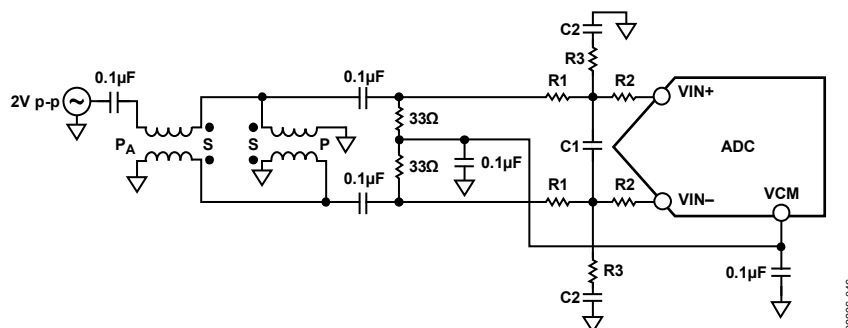 C2
R3
0.1µF
0.1µF
R1
R2
2V p-p
VIN+
33Ω
PA
S
S
P
C1
ADC
0.1µF
33Ω
0.1µF
R1
R2
VIN–
VCM
R3
0.1µF
C2